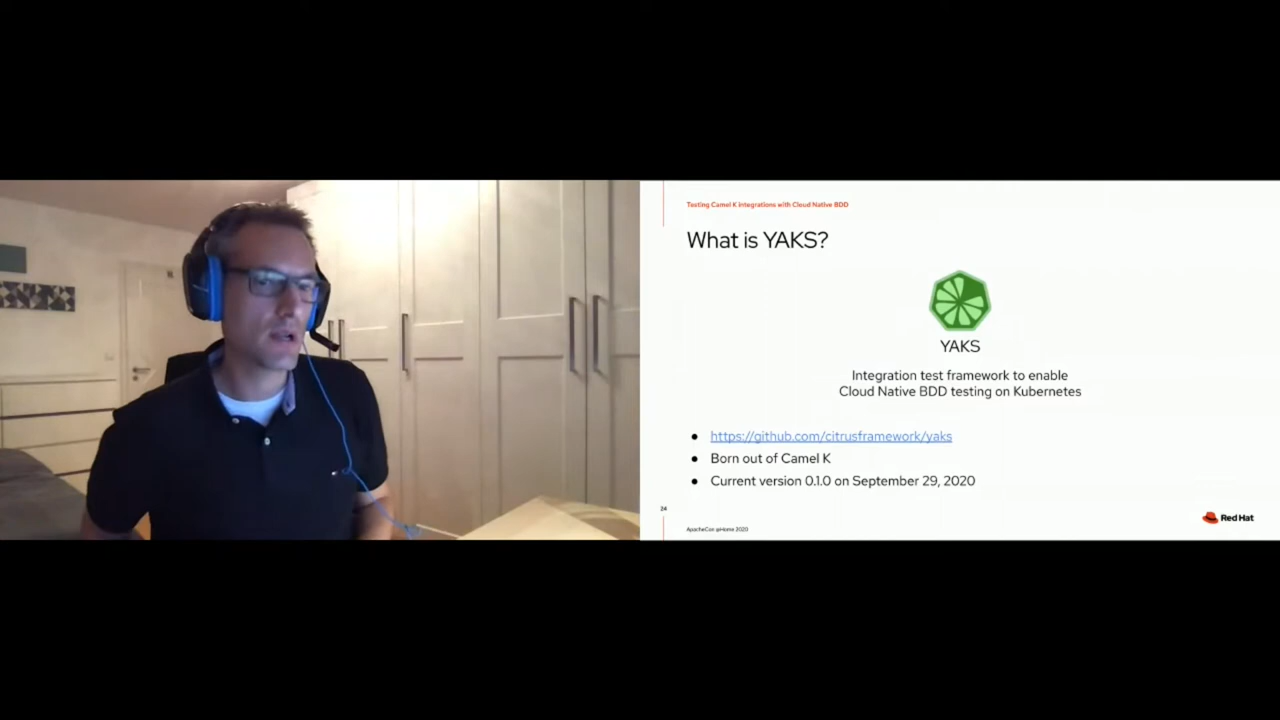 Testing Camel K integrations with Cloud Native BDD
What is YAKS?
YAKS
Integration test framework to enable
Cloud Native BDD testing on Kubernetes
https://github.com/citrusframework/yaks
Born out of Camel K
Current version 0.1.0 on September 29, 2020
24
Red Hat
ApacheCon @Home 2020